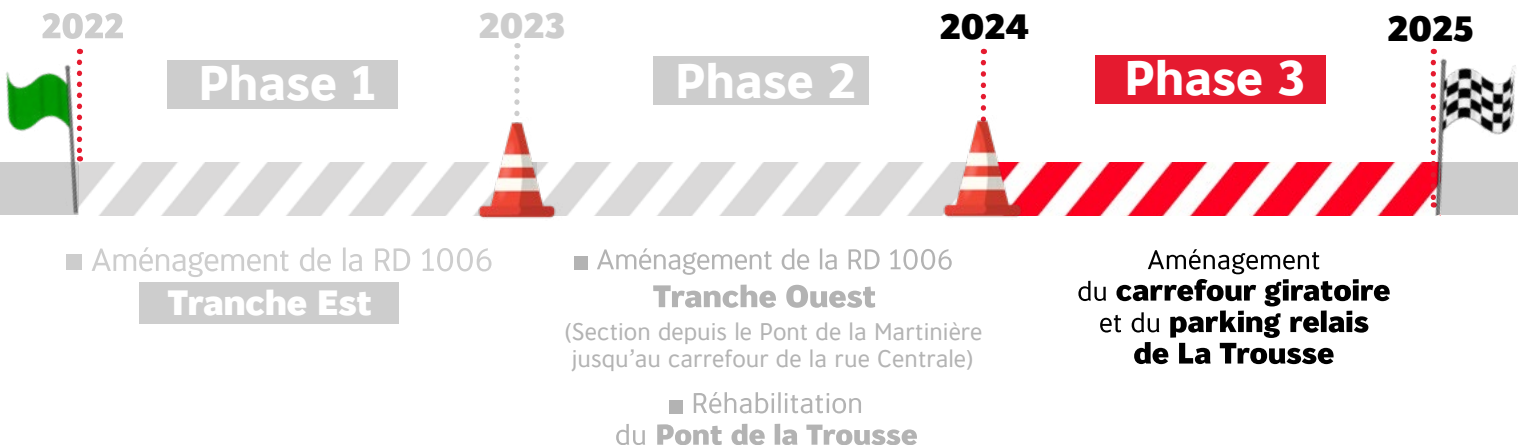 2022
2023
2024
2025
Phase 1
Phase 2
Phase 3
■ Aménagement de la RD 1006
Tranche Est
■ Aménagement de la RD 1006
Tranche Ouest
(Section depuis le Pont de la Martinière
jusqu'au carrefour de la rue Centrale)
■ Réhabilitation
du Pont de la Trousse
Aménagement
du carrefour giratoire
et du parking relais
de La Trousse